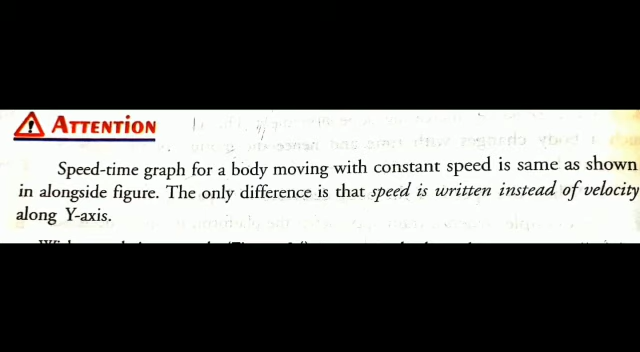 ATTENTION
Speed-time graph for a body moving with constant speed is same as shown
in alongside figure. The only difference is that speed is written instead of velocity
along Y-axis.